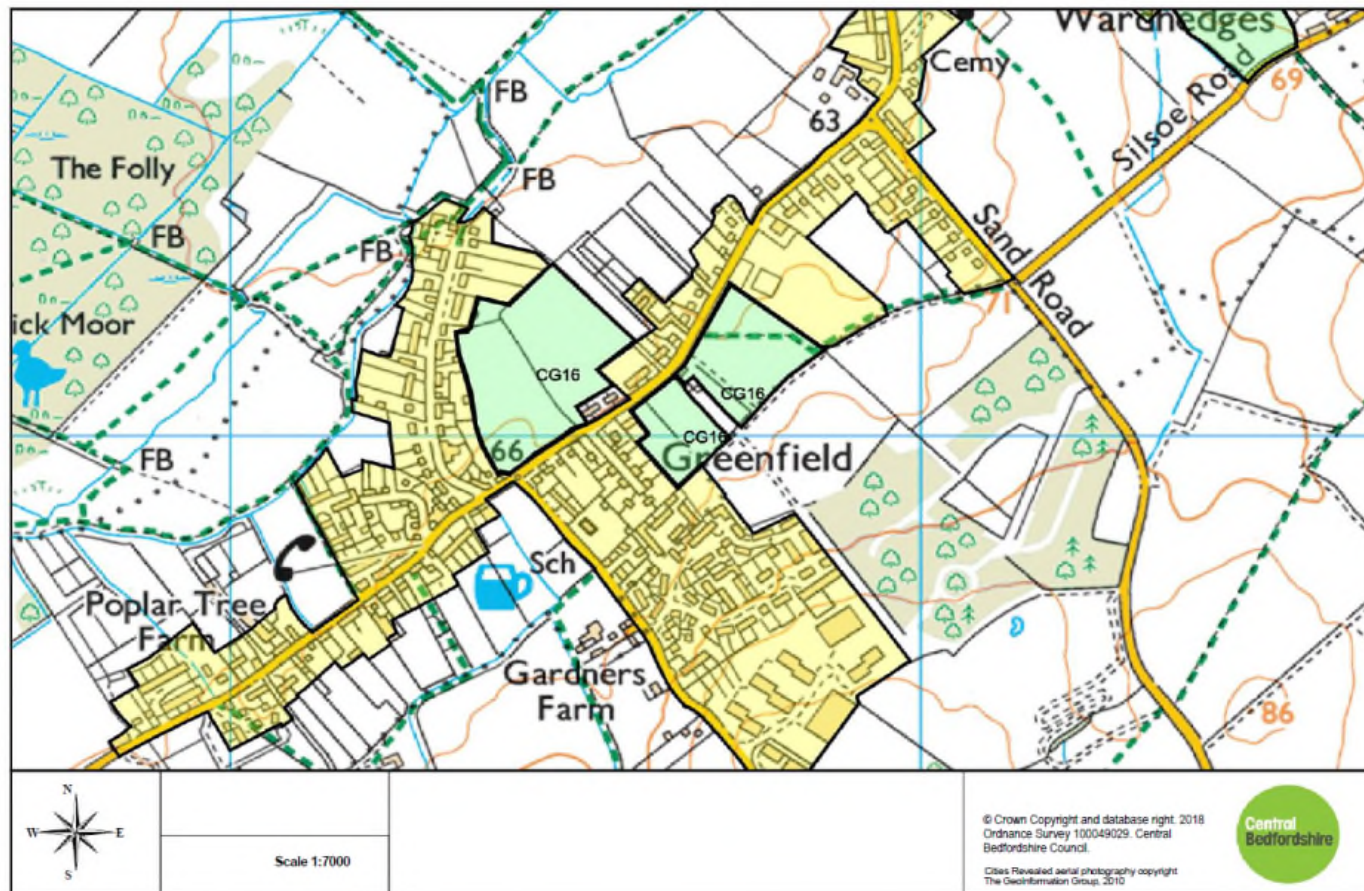 Wardhedges
Cemy
69
FB
63
Silsoe Road
The Folly
FB
FB
FB
Sand Road
71
ick Moor
CG16
CG16
CG16
66
Greenfield
FB
Sch
Poplar Tree
Farm
Gardners
Farm
86
N
W E
S
Scale 1:7000
© Crown Copyright and database right. 2018
Ordnance Survey 100049029. Central
Bedfordshire Council.
Cities Revealed aerial photography copyright
The GeoInformation Group, 2010
Central
Bedfordshire